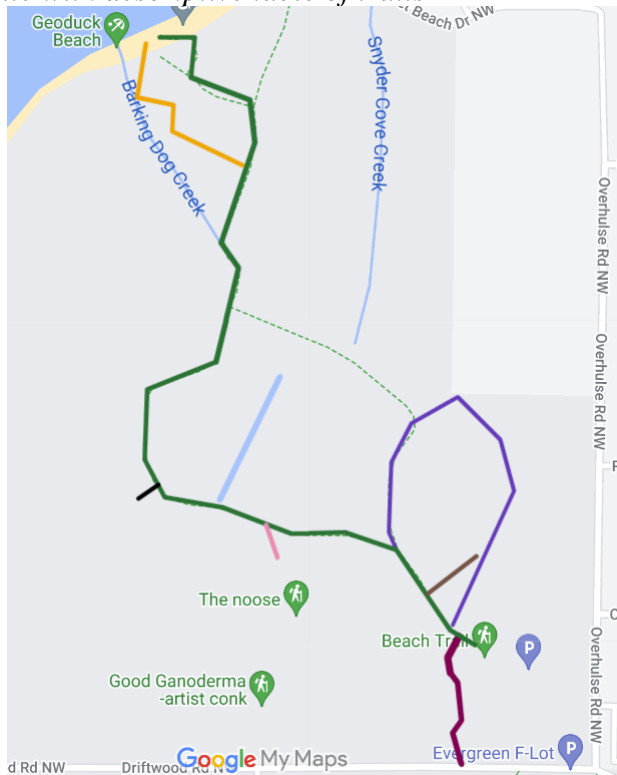 Geoduck
Beach
st Beach Dr NW
Snyder Cove Creek
Barking Dog Creek
Overhulse Rd NW
Overhulse Rd NW
The noose
Beach Trail
P
Good Ganoderma
-artist conk
Overhulse Rd NW
Google My Maps
Evergreen F-Lot
P
d Rd NW
Driftwood Rd NW